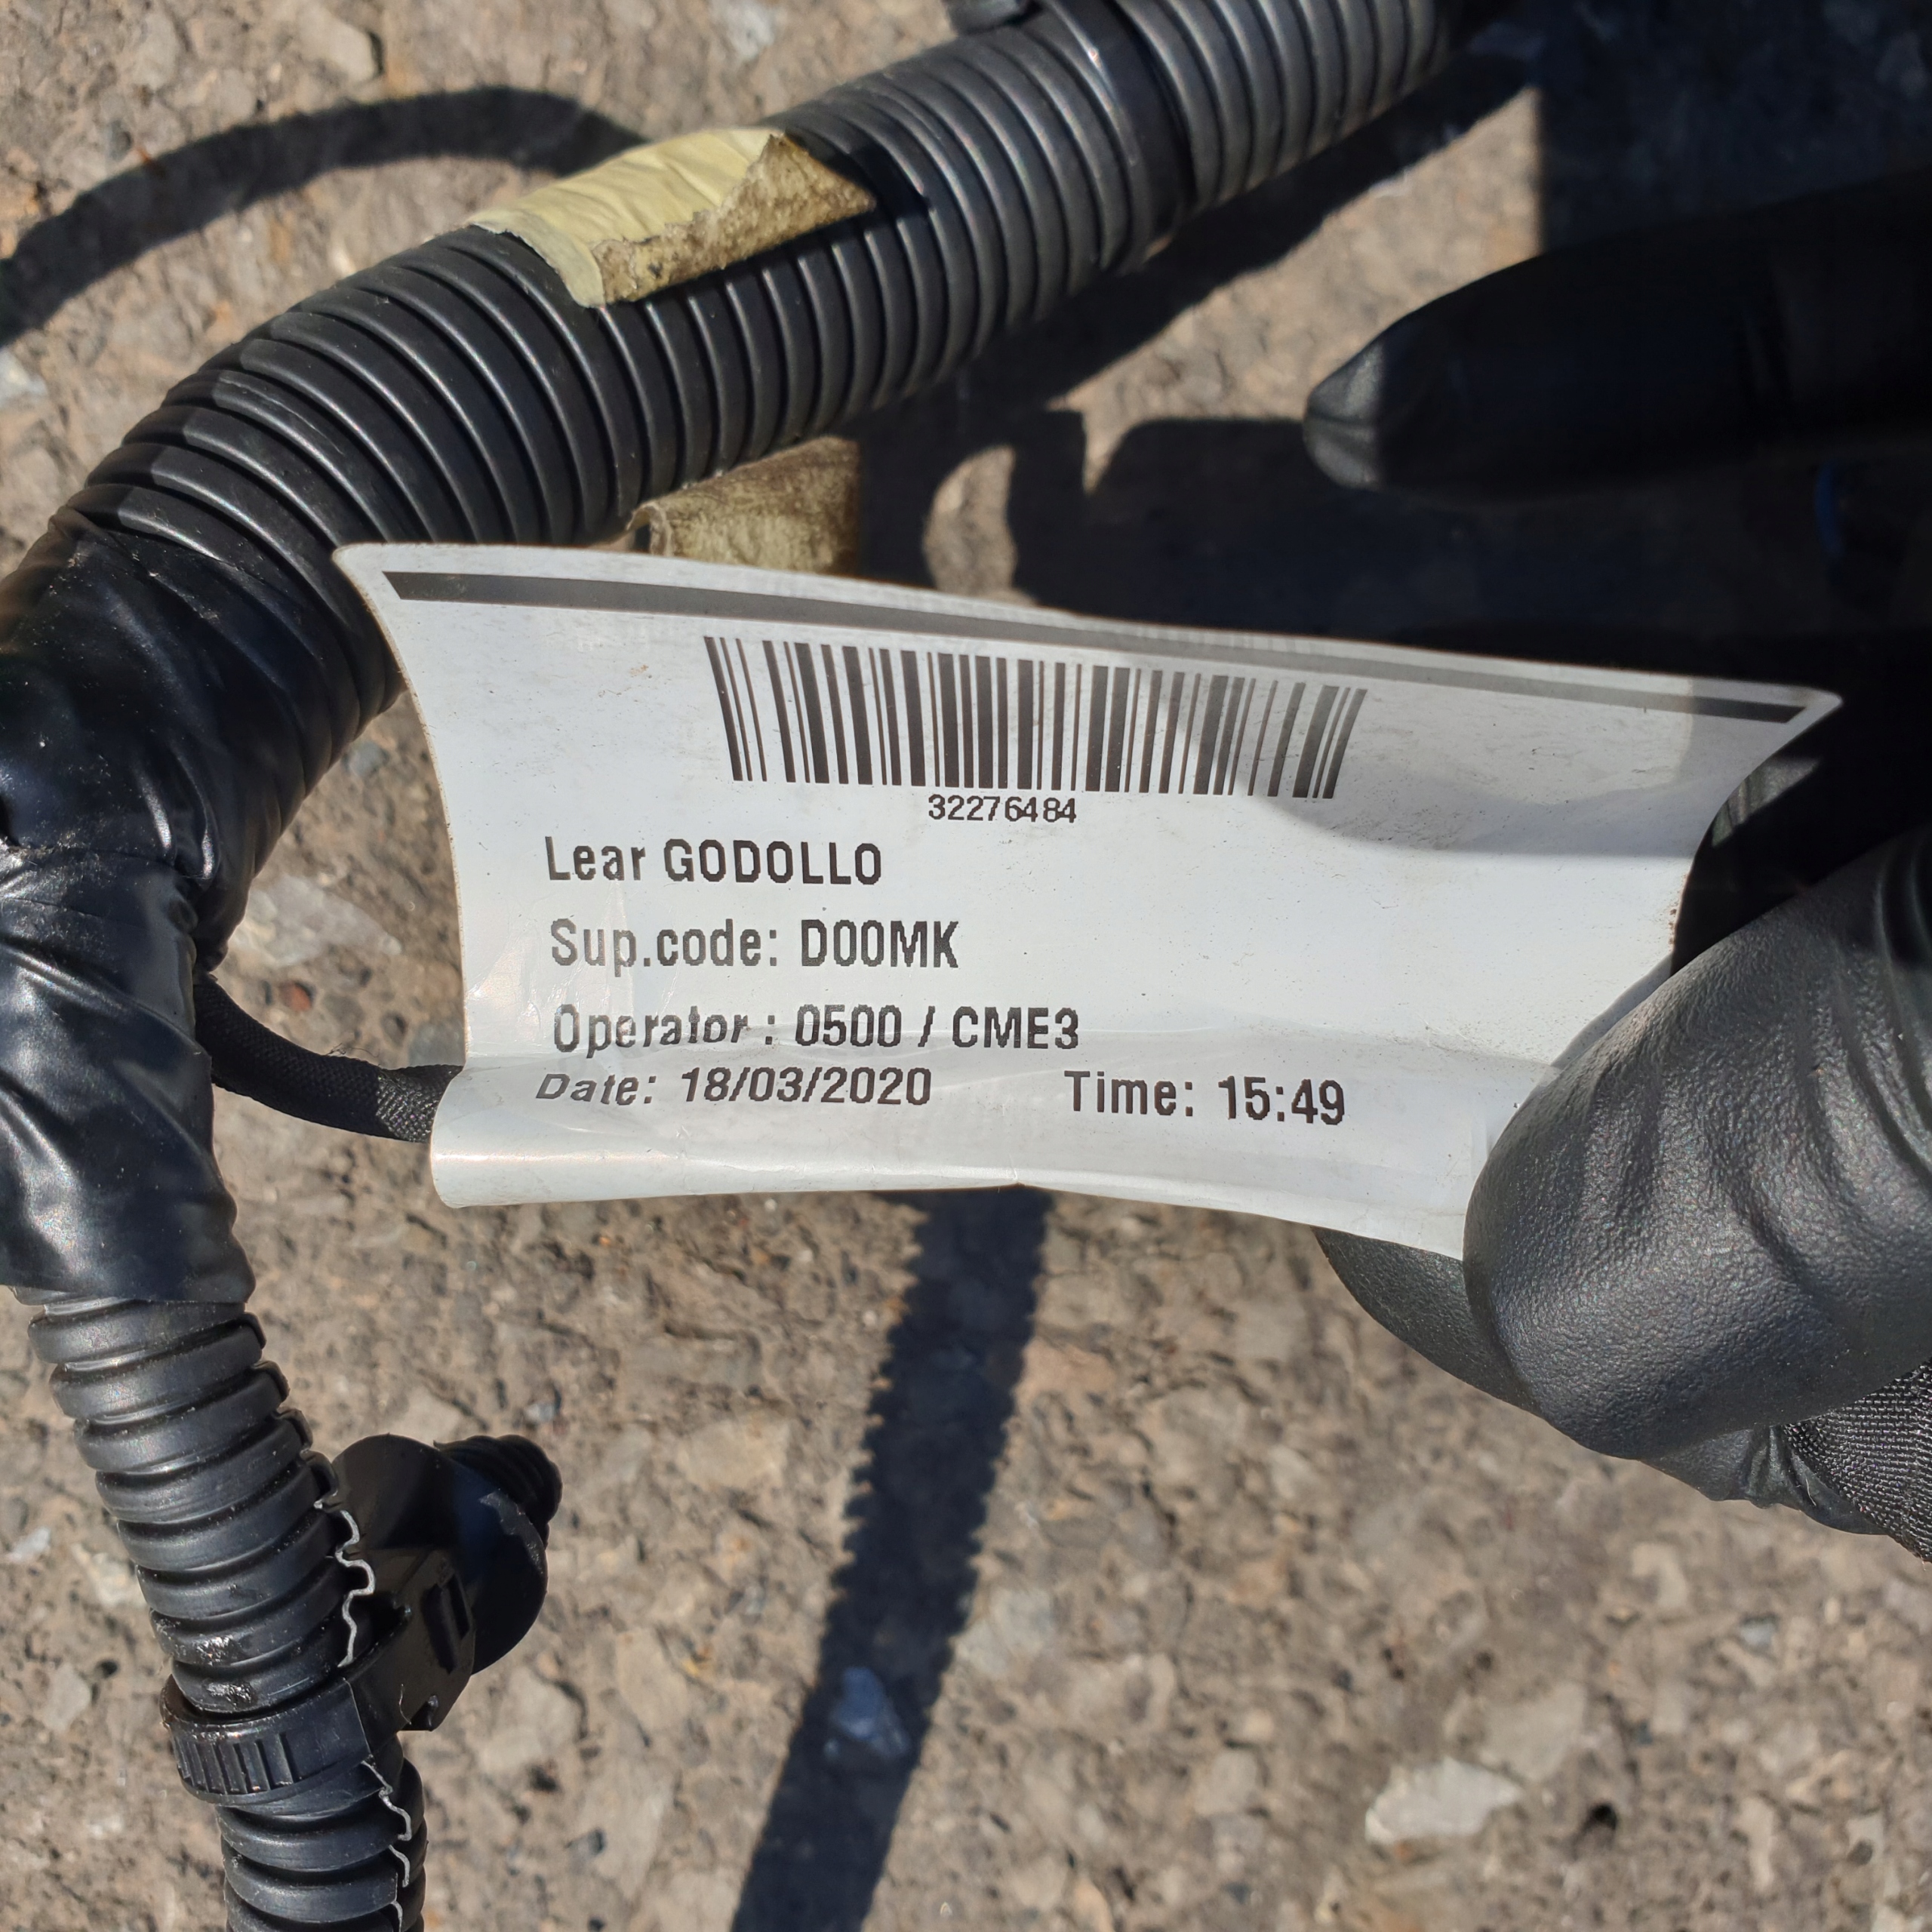 32276484
Lear GODOLLO
Sup.code: D00MK
Operator : 0500 / CME3
Date: 18/03/2020 Time: 15:49